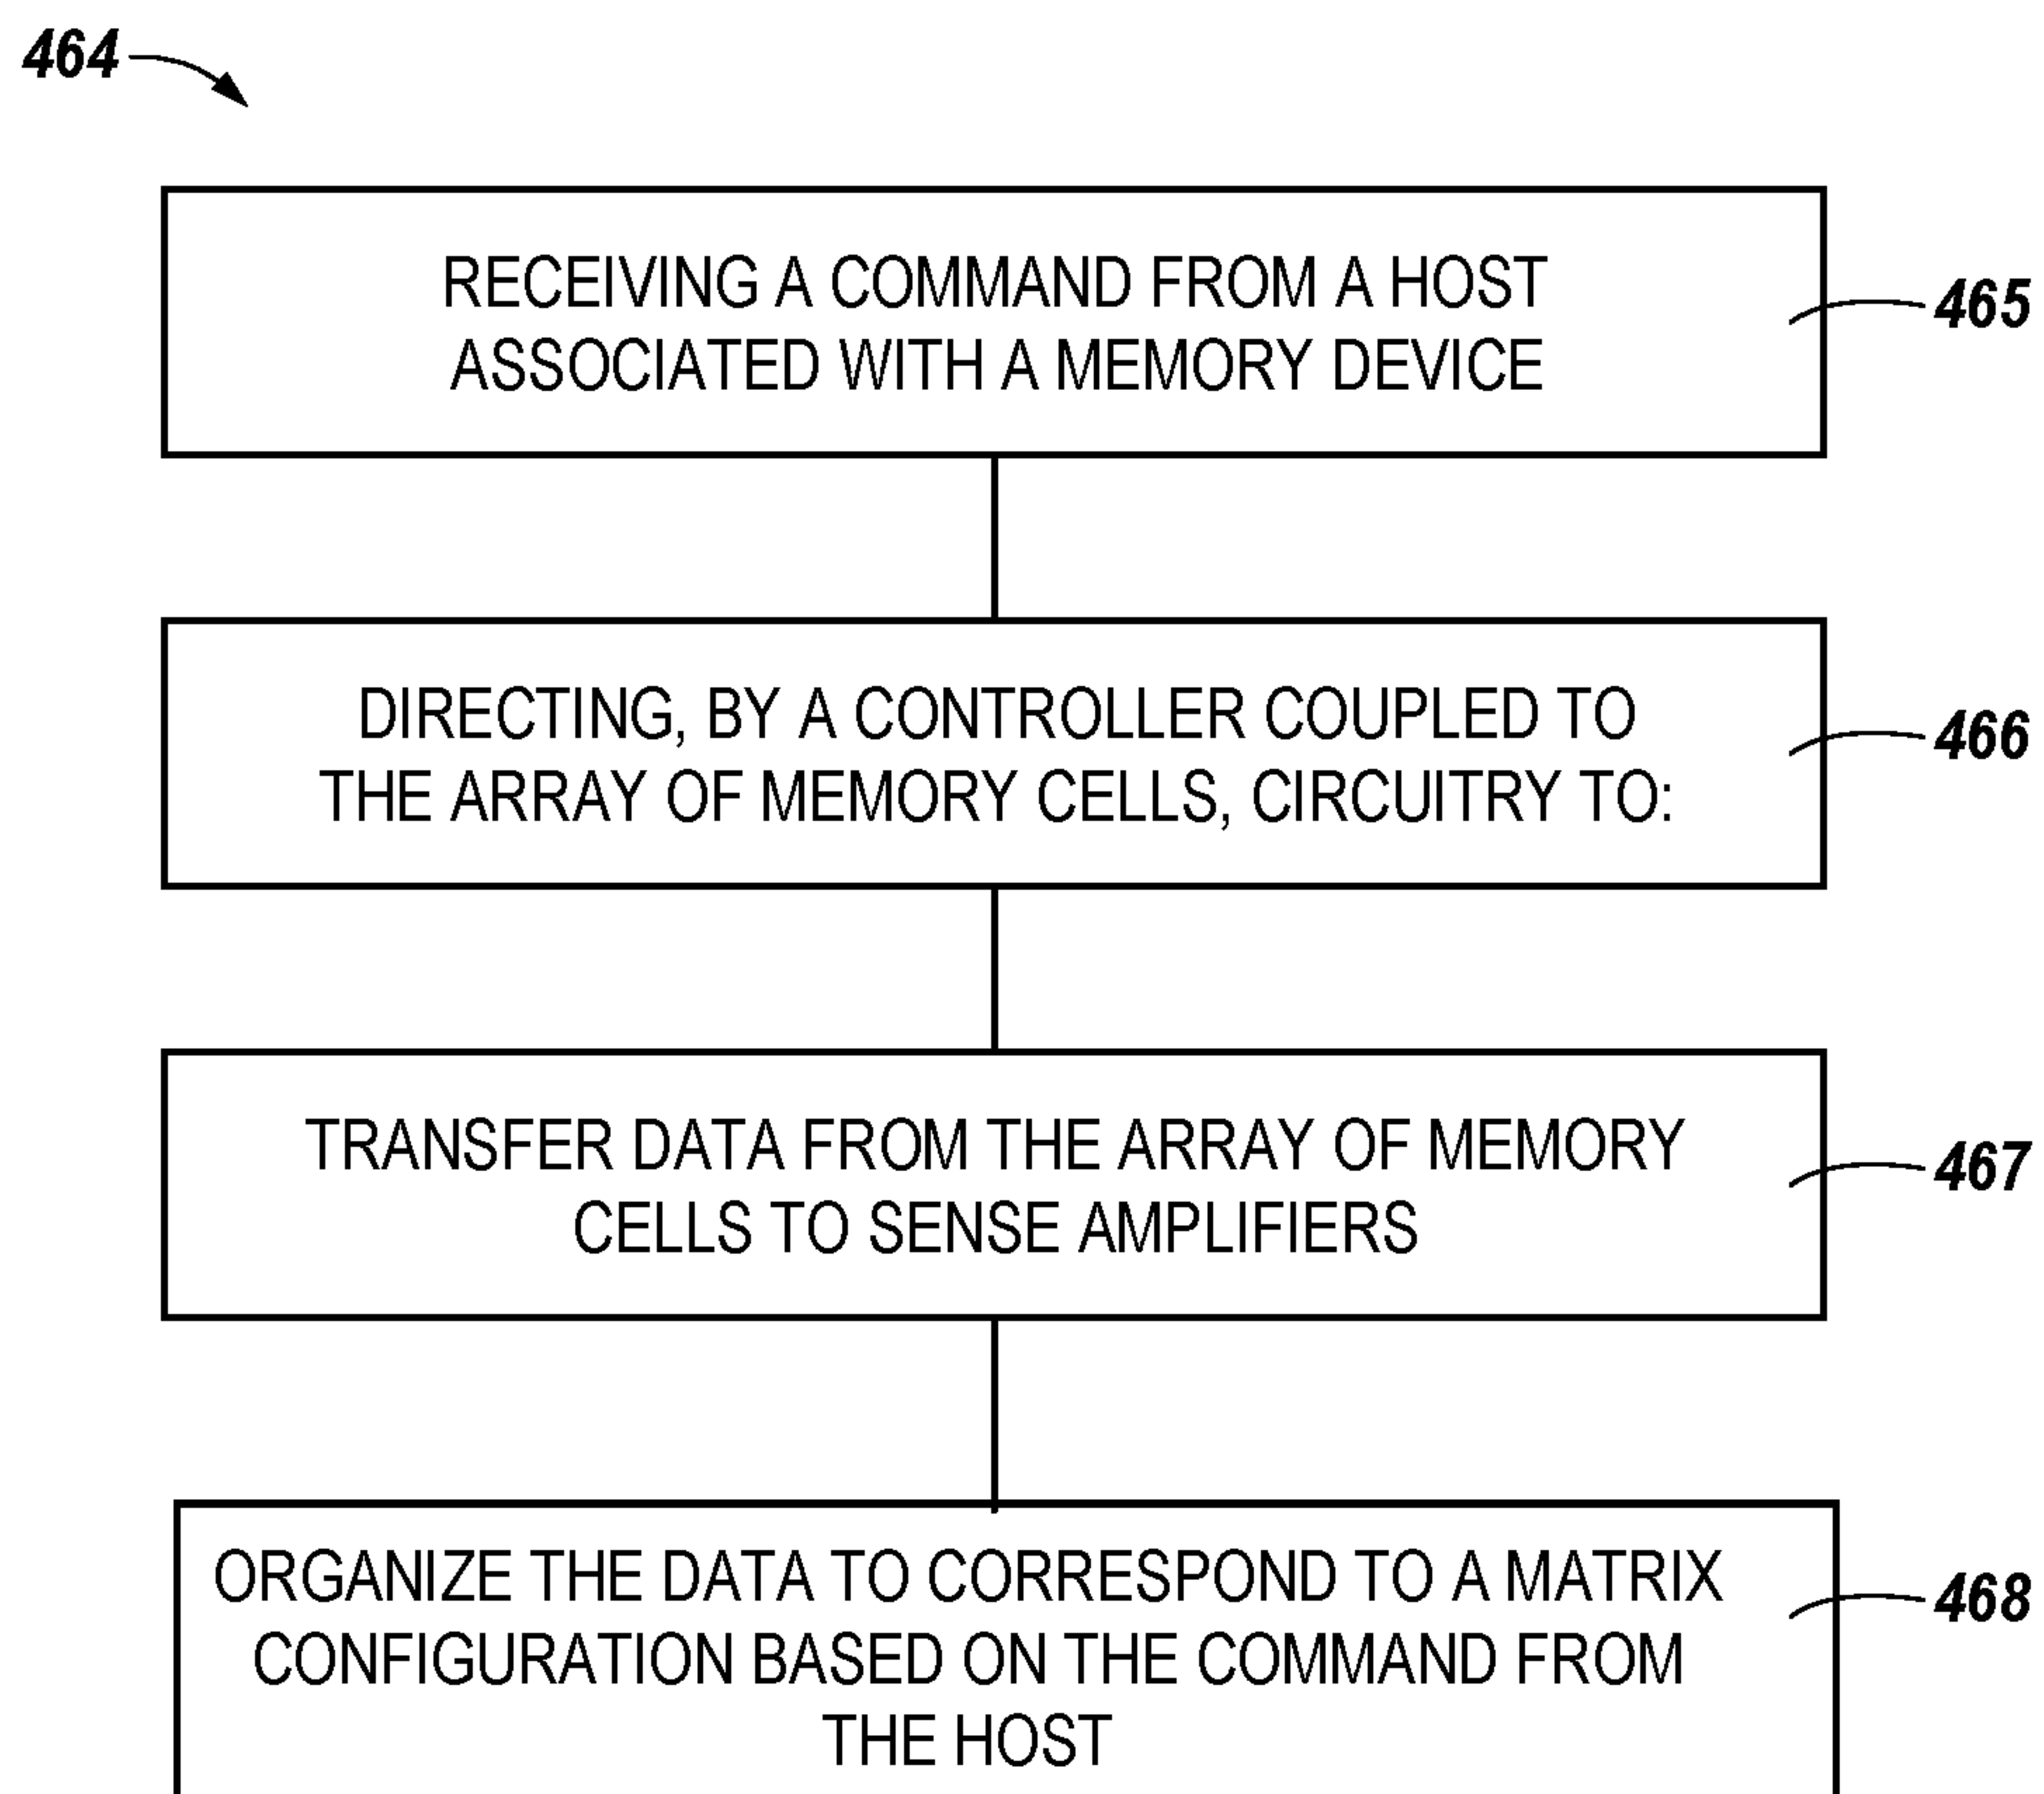 464
RECEIVING A COMMAND FROM A HOST
ASSOCIATED WITH A MEMORY DEVICE
465
DIRECTING, BY A CONTROLLER COUPLED TO
THE ARRAY OF MEMORY CELLS, CIRCUITRY TO:
466
TRANSFER DATA FROM THE ARRAY OF MEMORY
CELLS TO SENSE AMPLIFIERS
467
ORGANIZE THE DATA TO CORRESPOND TO A MATRIX
CONFIGURATION BASED ON THE COMMAND FROM
THE HOST
468